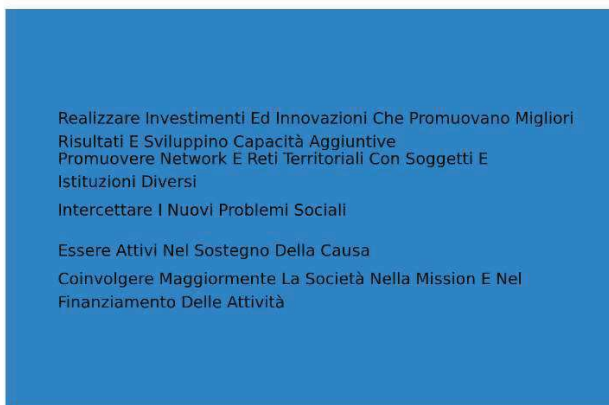 Realizzare Investimenti Ed Innovazioni Che Promuovano Migliori
Risultati E Sviluppino Capacità Aggiuntive
Promuovere Network E Reti Territoriali Con Soggetti E
Istituzioni Diversi
Intercettare I Nuovi Problemi Sociali
Essere Attivi Nel Sostegno Della Causa
Coinvolgere Maggiormente La Società Nella Mission E Nel
Finanziamento Delle Attività